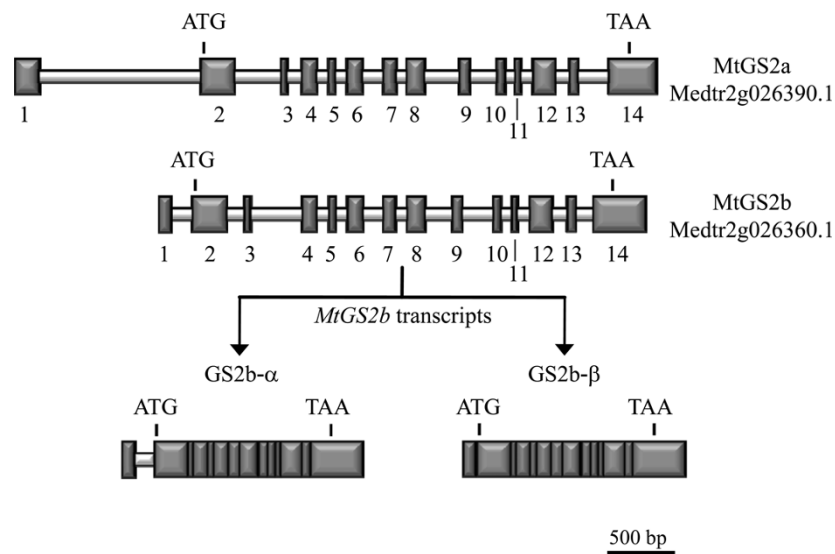 ATG TAA
MtGS2a
Medtr2g026390.1
1 2 3 4 5 6 7 8 9 10 12 13 14
11
ATG TAA
MtGS2b
Medtr2g026360.1
1 2 3 4 5 6 7 8 9 10 12 13 14
11
MtGS2b transcripts
GS2b-α GS2b-β
ATG TAA ATG TAA
500 bp